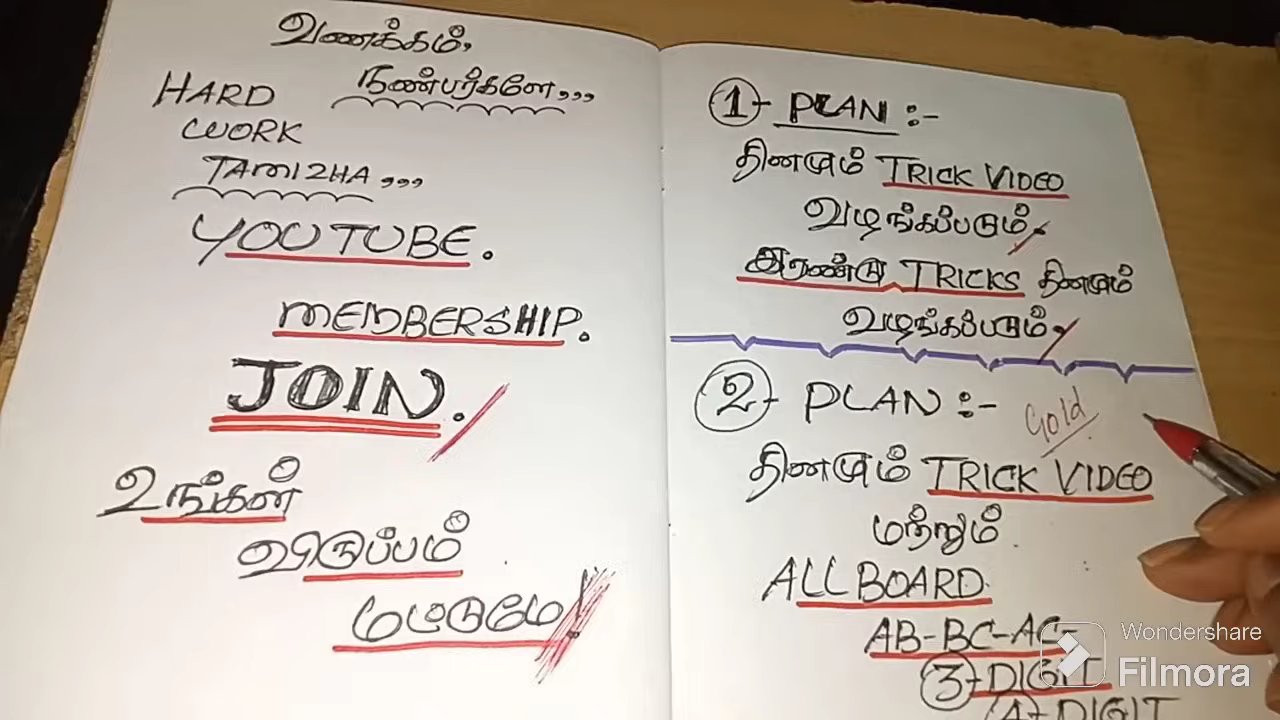 வணக்கம்,
நண்பர்களே,,,
HARD
WORK
TAMIZHA,,,
YOUTUBE.
MEMBERSHIP.
JOIN.
உங்கள்
விருப்பம்
மட்டுமே!
1 - PLAN :-
தினமும் TRICK VIDEO
வழங்கப்படும்.
இரண்டு TRICKS தினமும்
வழங்கப்படும்.
2 - PLAN :- Gold
தினமும் TRICK VIDEO
மற்றும்
ALL BOARD.
AB-BC-AC-
3-DIGIT
4-DIGIT
Wondershare
Filmora